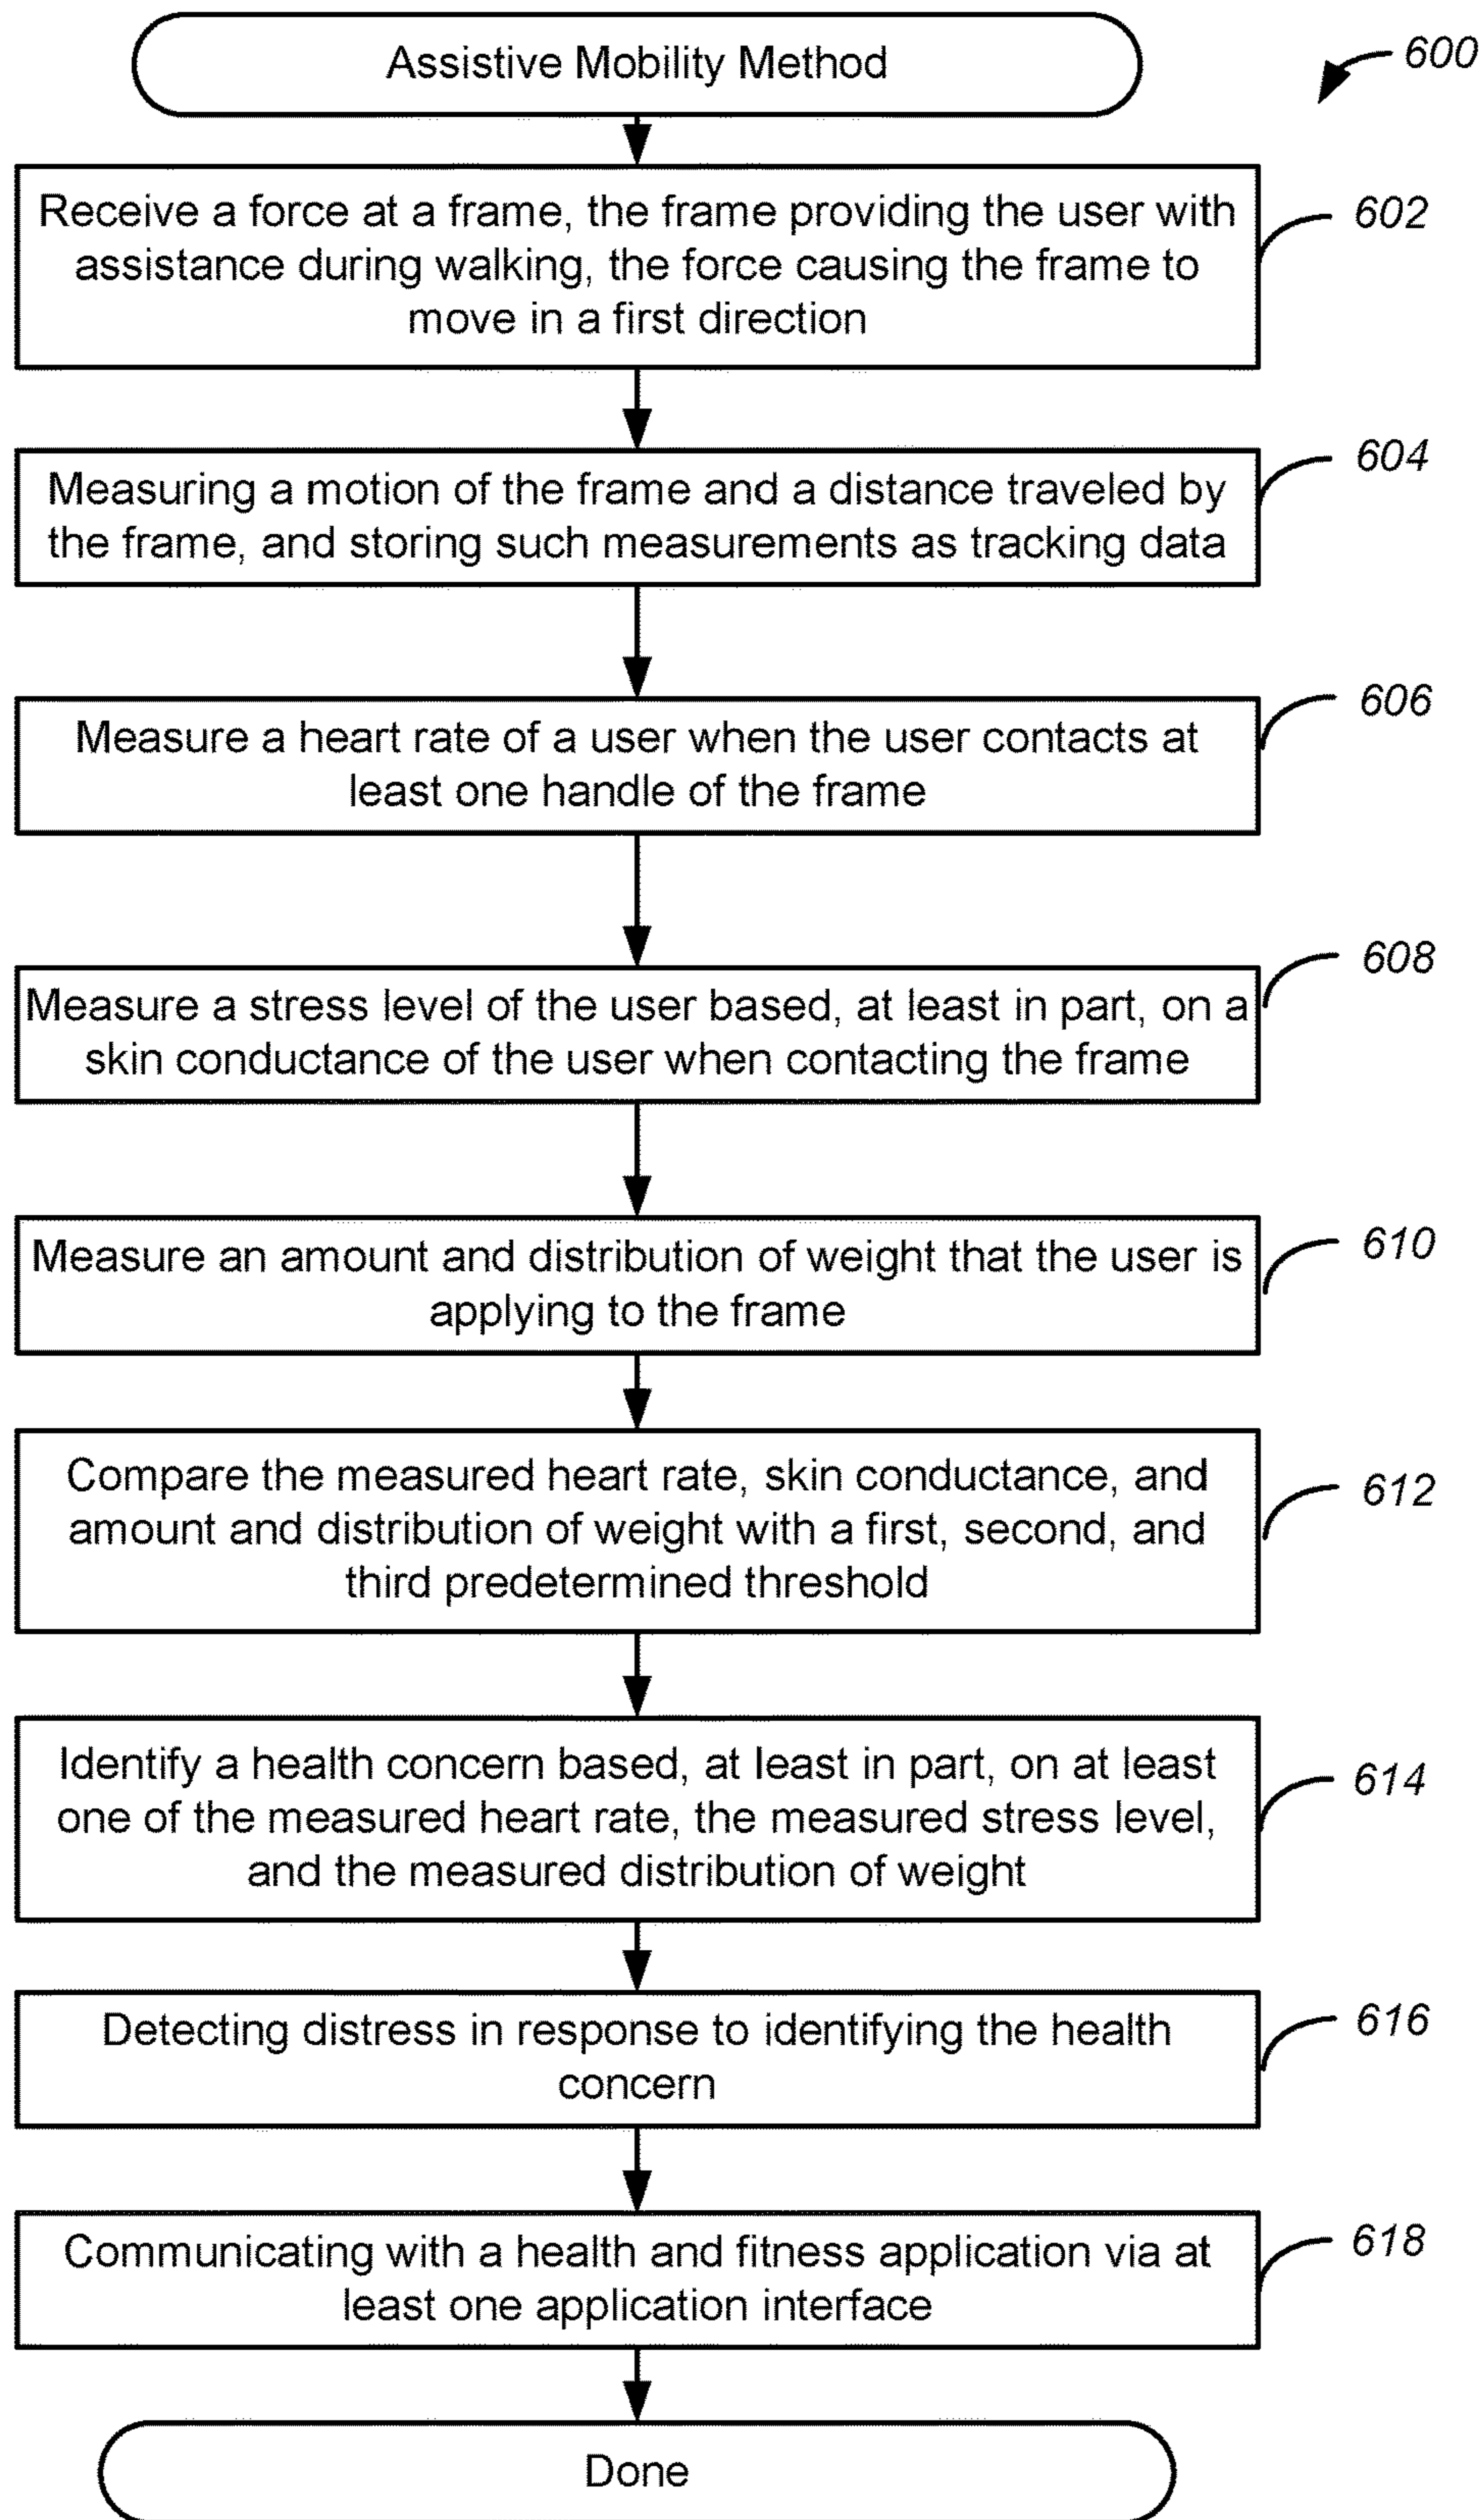 Assistive Mobility Method
600
Receive a force at a frame, the frame providing the user with
assistance during walking, the force causing the frame to
move in a first direction
602
Measuring a motion of the frame and a distance traveled by
the frame, and storing such measurements as tracking data
604
Measure a heart rate of a user when the user contacts at
least one handle of the frame
606
Measure a stress level of the user based, at least in part, on a
skin conductance of the user when contacting the frame
608
Measure an amount and distribution of weight that the user is
applying to the frame
610
Compare the measured heart rate, skin conductance, and
amount and distribution of weight with a first, second, and
third predetermined threshold
612
Identify a health concern based, at least in part, on at least
one of the measured heart rate, the measured stress level,
and the measured distribution of weight
614
Detecting distress in response to identifying the health
concern
616
Communicating with a health and fitness application via at
least one application interface
618
Done